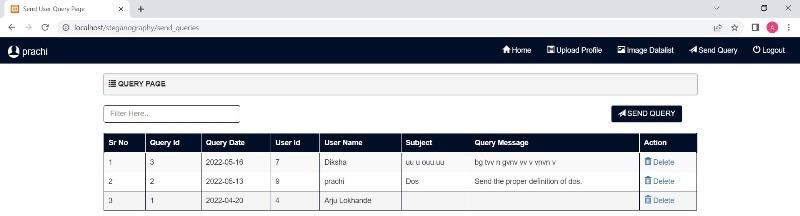 Send User Query Page
localhost/steganography/send_queries
A
prachi Home Upload Profile Image Datalist Send Query Logout
QUERY PAGE
Filter Here... SEND QUERY
Sr No Query Id Query Date User Id User Name Subject Query Message Action
1 3 2022-05-16 7 Diksha uu u ouu uu bg tvv n gvnv vv v vnvn v Delete
2 2 2022-05-13 9 prachi Dos Send the proper definition of dos. Delete
3 1 2022-04-20 4 Arju Lokhande Delete